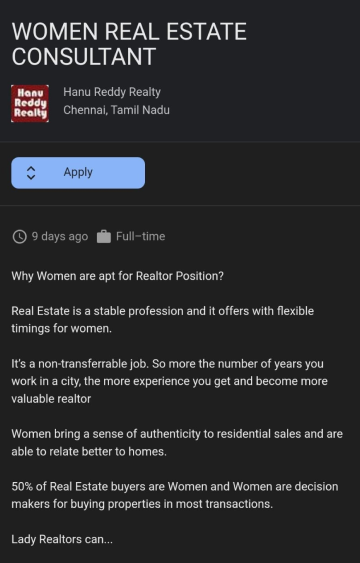 WOMEN REAL ESTATE
CONSULTANT
Hanu
Reddy
Realty
Hanu Reddy Realty
Chennai, Tamil Nadu
Apply
9 days ago
Full–time
Why Women are apt for Realtor Position?
Real Estate is a stable profession and it offers with flexible
timings for women.
It's a non-transferrable job. So more the number of years you
work in a city, the more experience you get and become more
valuable realtor
Women bring a sense of authenticity to residential sales and are
able to relate better to homes.
50% of Real Estate buyers are Women and Women are decision
makers for buying properties in most transactions.
Lady Realtors can...